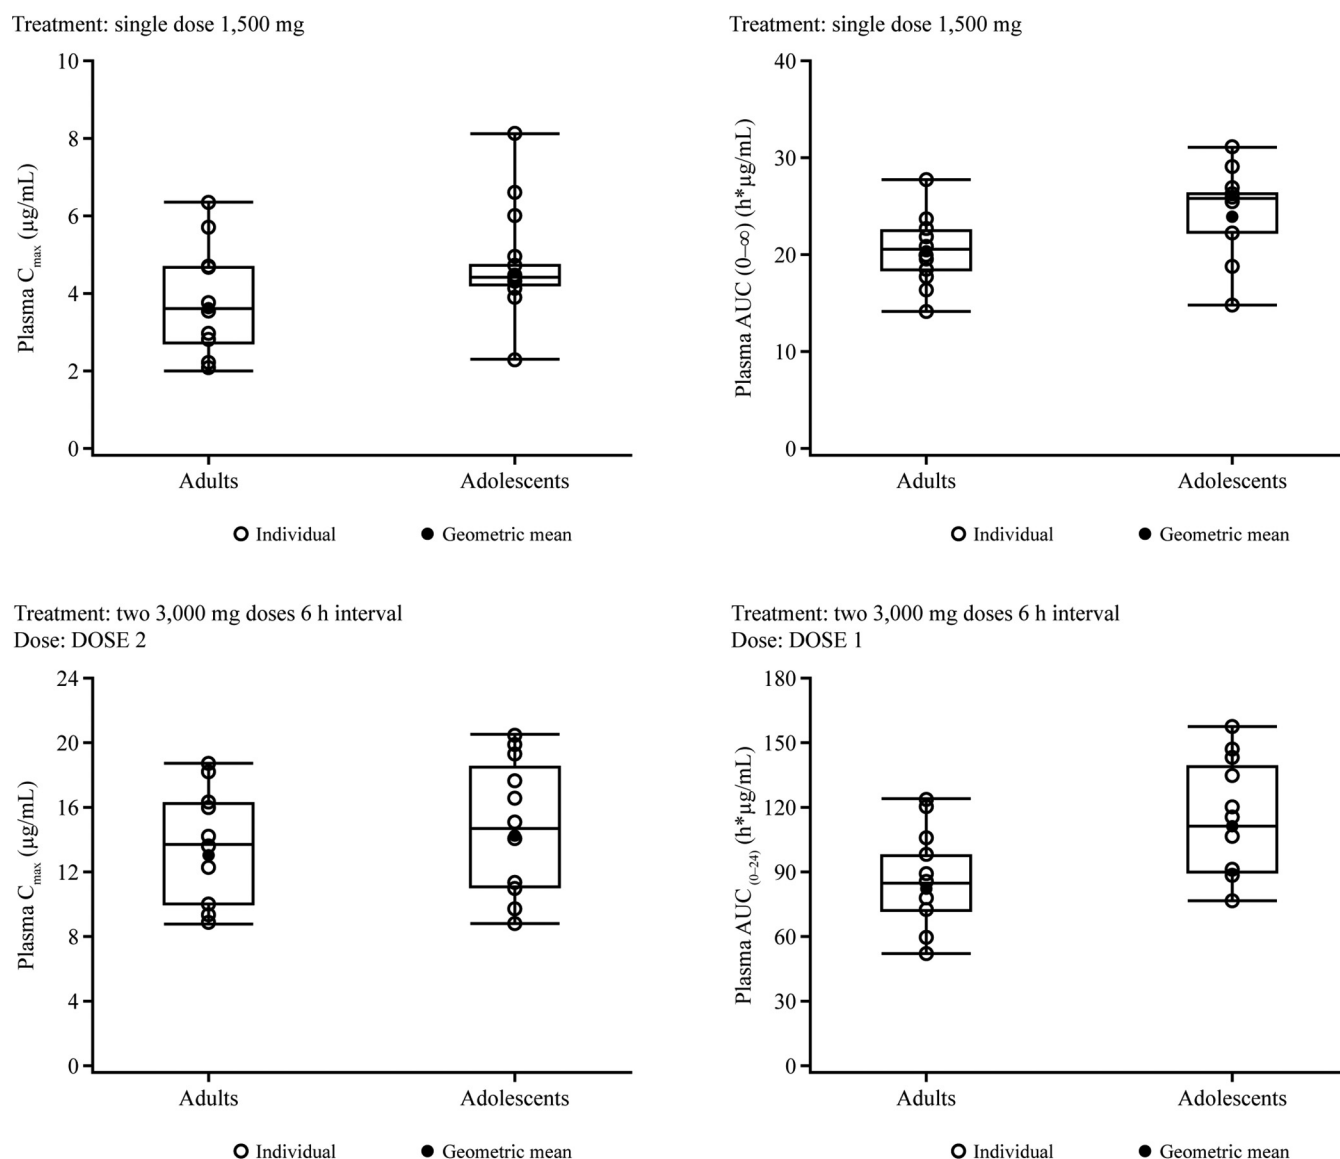 Treatment: single dose 1,500 mg
Plasma Cmax (μg/mL)
10
8
6
4
2
0
Adults Adolescents
Individual Geometric mean
Treatment: single dose 1,500 mg
Plasma AUC (0–∞) (h*μg/mL)
40
30
20
10
0
Adults Adolescents
Individual Geometric mean
Treatment: two 3,000 mg doses 6 h interval
Dose: DOSE 2
Plasma Cmax (μg/mL)
24
20
16
12
8
4
0
Adults Adolescents
Individual Geometric mean
Treatment: two 3,000 mg doses 6 h interval
Dose: DOSE 1
Plasma AUC (0–24) (h*μg/mL)
180
150
120
90
60
30
0
Adults Adolescents
Individual Geometric mean